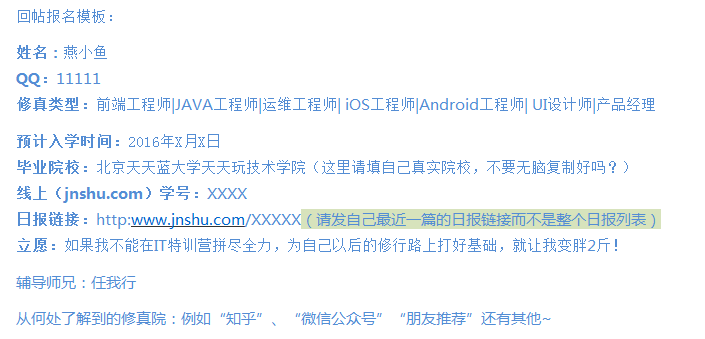 回帖报名模板：
姓名：燕小鱼
QQ：11111
修真类型：前端工程师|JAVA工程师|运维工程师| iOS工程师|Android工程师| UI设计师|产品经理
预计入学时间：2016年X月X日
毕业院校：北京天天蓝大学天天玩技术学院（这里请填自己真实院校，不要无脑复制好吗？）
线上（jnshu.com）学号：XXXX
日报链接：http:www.jnshu.com/XXXXX（请发自己最近一篇的日报链接而不是整个日报列表）
立愿：如果我不能在IT特训营拼尽全力，为自己以后的修行路上打好基础，就让我变胖2斤！
辅导师兄：任我行
从何处了解到的修真院：例如“知乎”、“微信公众号”“朋友推荐”还有其他~